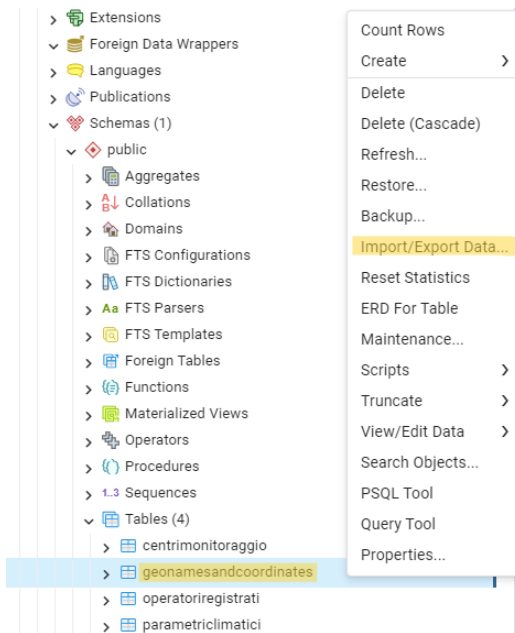 Extensions
Foreign Data Wrappers
Languages
Publications
Schemas (1)
public
Aggregates
Collations
Domains
FTS Configurations
FTS Dictionaries
Aa FTS Parsers
FTS Templates
Foreign Tables
Functions
Materialized Views
Operators
Procedures
1..3 Sequences
Tables (4)
centrimonitoraggio
geonamesandcoordinates
operatoriregistrati
parametriclimatici
Count Rows
Create
Delete
Delete (Cascade)
Refresh...
Restore...
Backup...
Import/Export Data...
Reset Statistics
ERD For Table
Maintenance...
Scripts
Truncate
View/Edit Data
Search Objects...
PSQL Tool
Query Tool
Properties...